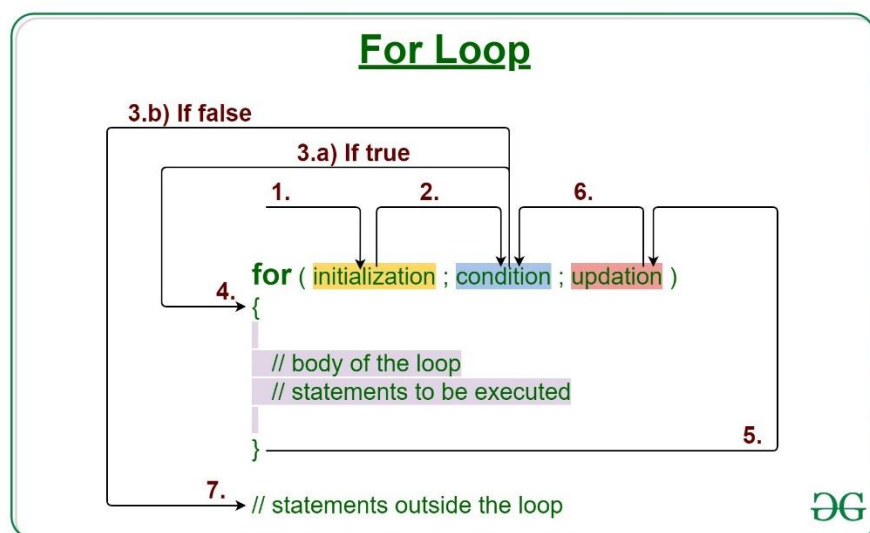 For Loop
3.b) If false
3.a) If true
1. 2. 6.
for ( initialization ; condition ; updation )
4.
{
// body of the loop
// statements to be executed
5.
}
7.
// statements outside the loop